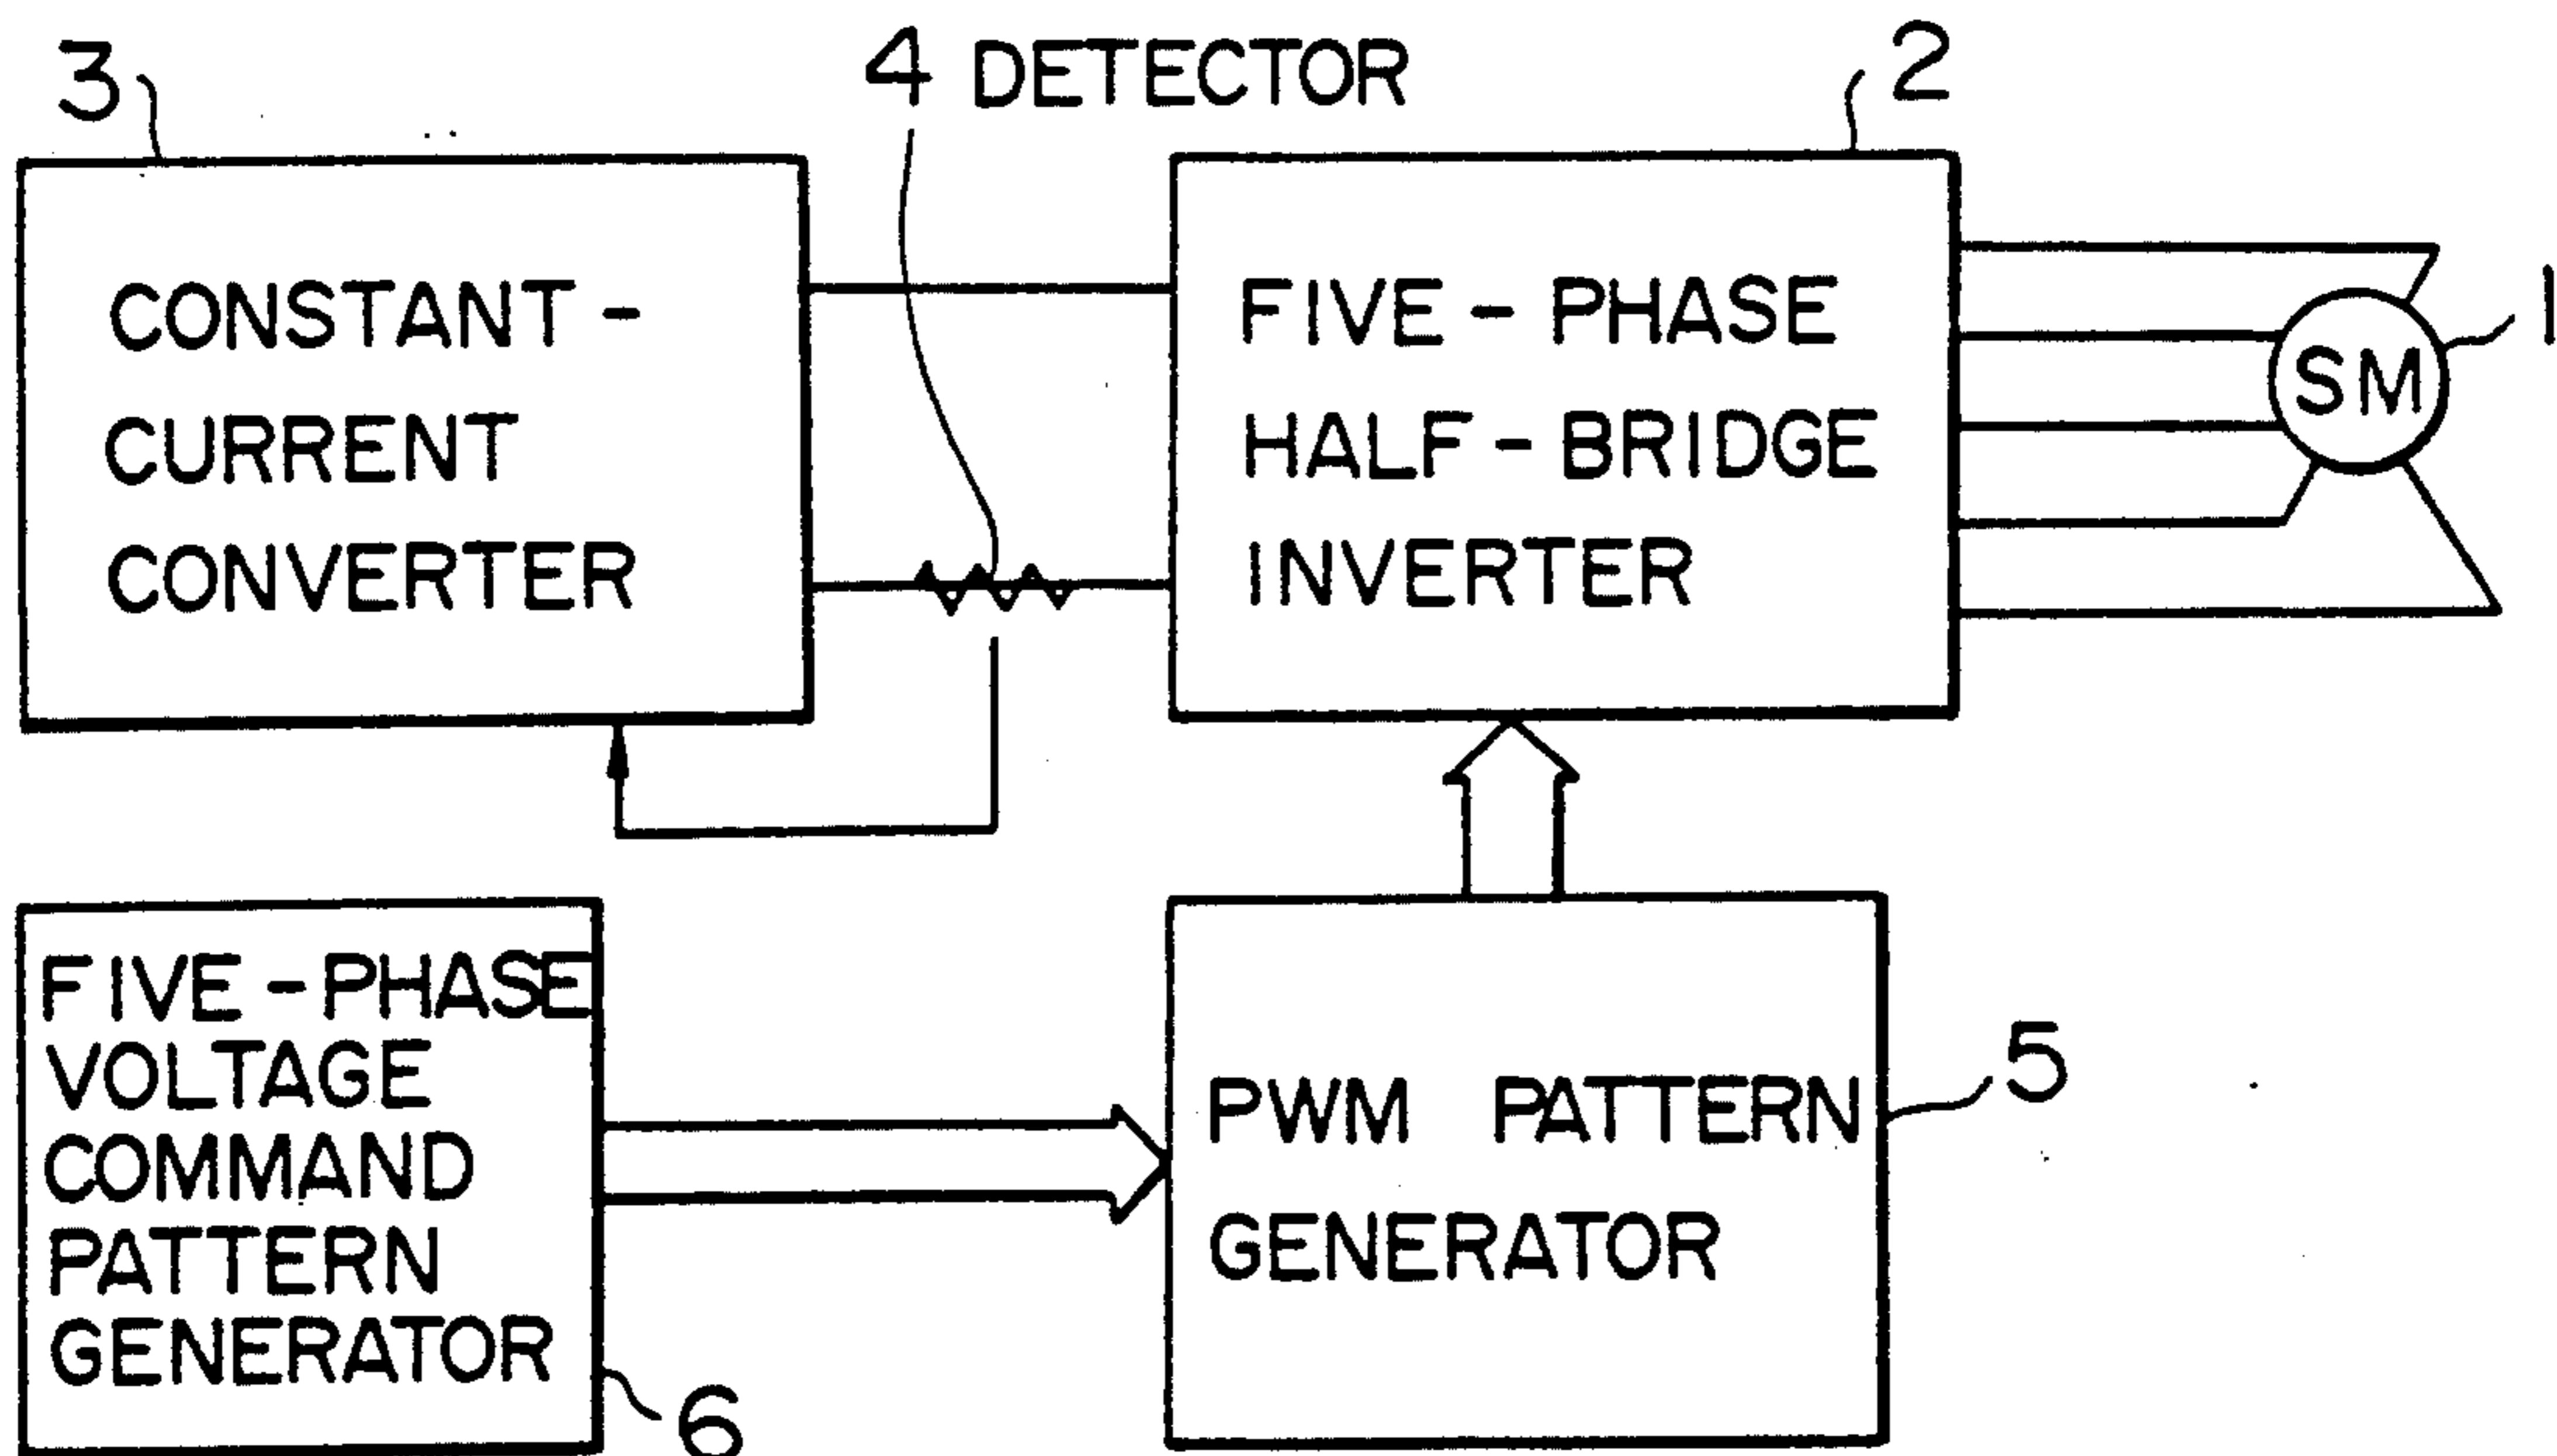 3
4 DETECTOR
2
CONSTANT-
CURRENT
CONVERTER
FIVE-PHASE
HALF-BRIDGE
INVERTER
SM
1
FIVE-PHASE
VOLTAGE
COMMAND
PATTERN
GENERATOR
6
PWM PATTERN
GENERATOR
5